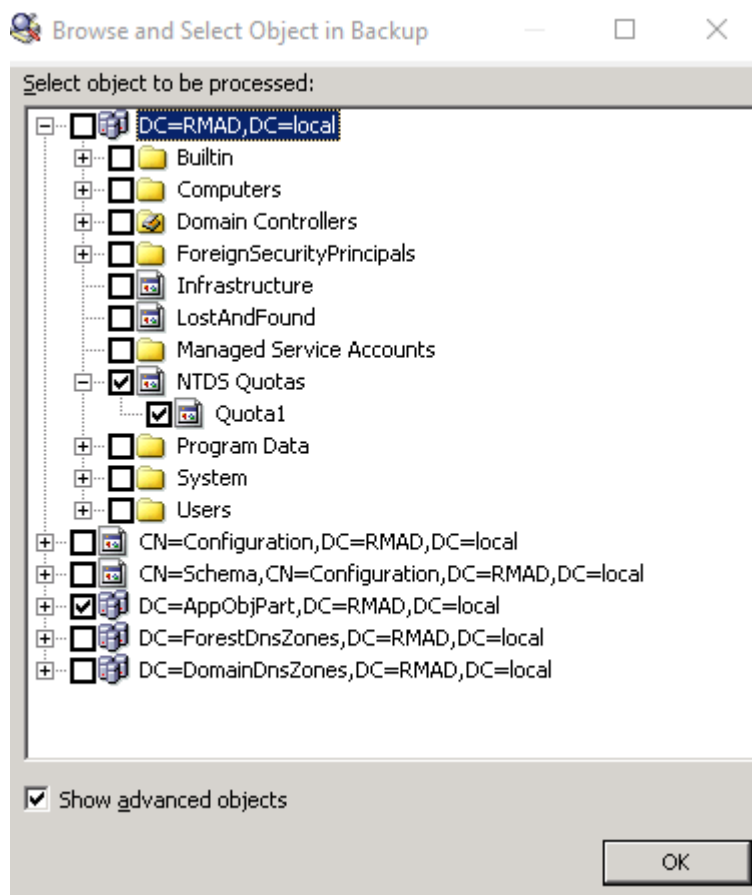 Browse and Select Object in Backup
Select object to be processed:
DC=RMAD,DC=local
Builtin
Computers
Domain Controllers
ForeignSecurityPrincipals
Infrastructure
LostAndFound
Managed Service Accounts
NTDS Quotas
Quota1
Program Data
System
Users
CN=Configuration,DC=RMAD,DC=local
CN=Schema,CN=Configuration,DC=RMAD,DC=local
DC=AppObjPart,DC=RMAD,DC=local
DC=ForestDnsZones,DC=RMAD,DC=local
DC=DomainDnsZones,DC=RMAD,DC=local
Show advanced objects
OK